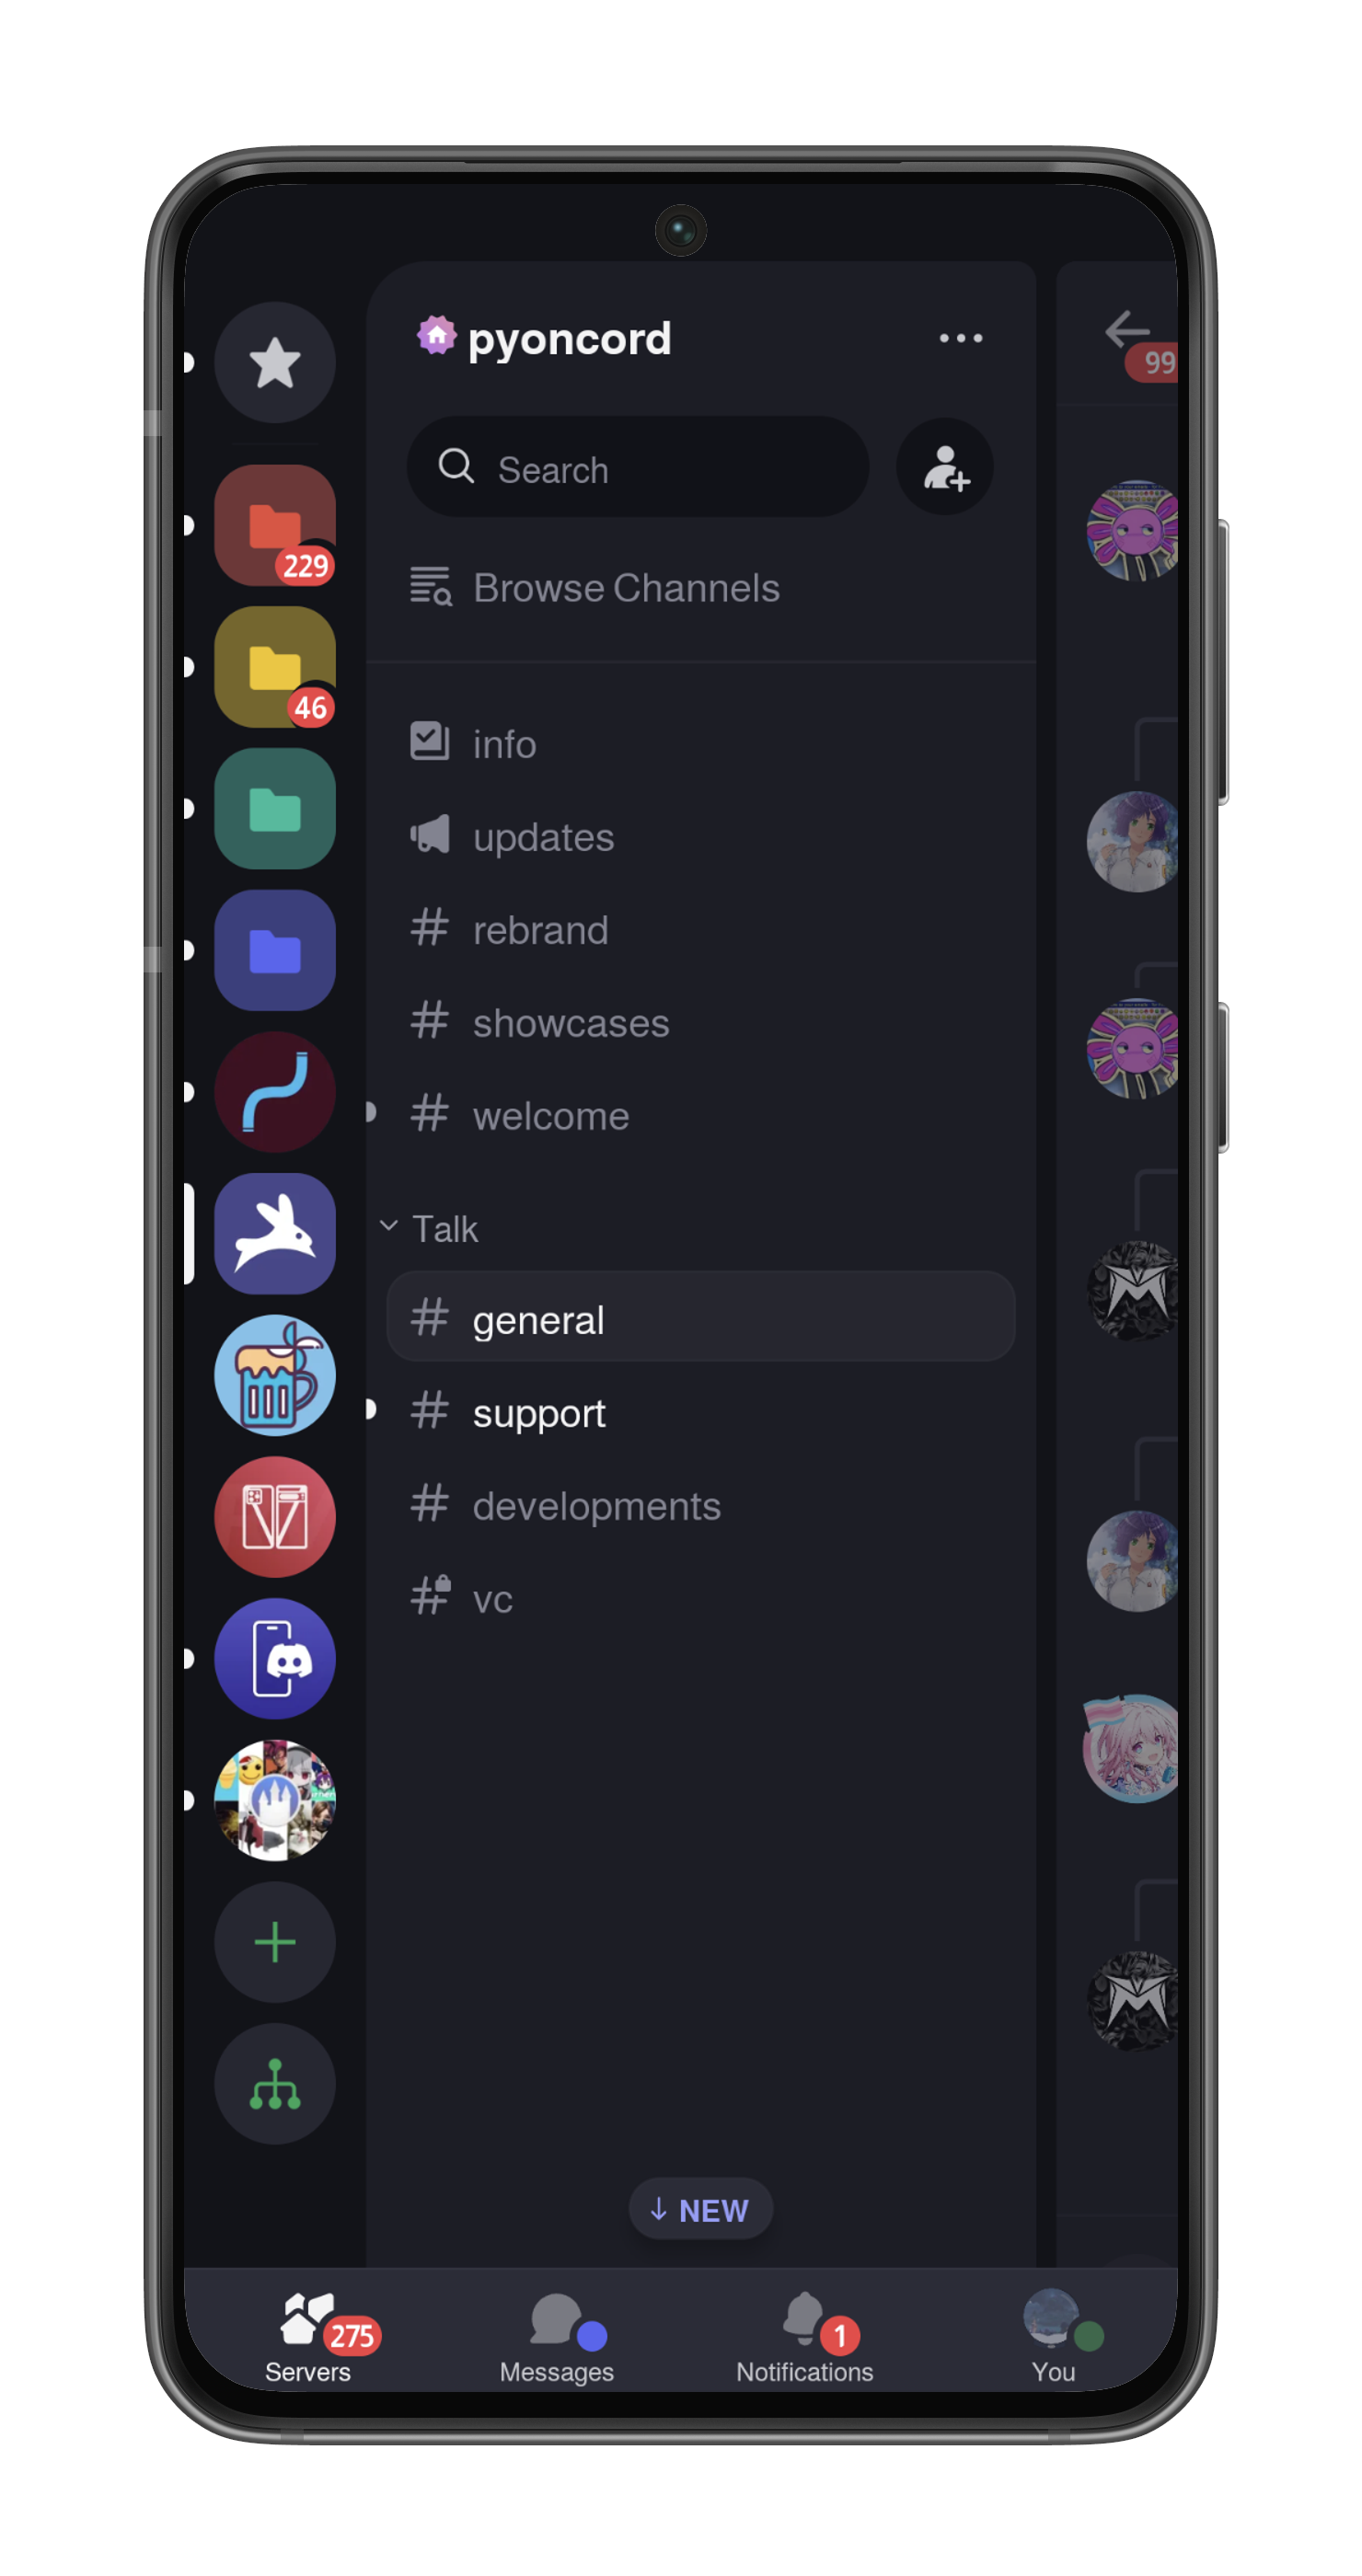 pyoncord
99
Search
Browse Channels
229
46
info
updates
rebrand
showcases
welcome
Talk
general
support
developments
vc
NEW
275
1
Servers
Messages
Notifications
You